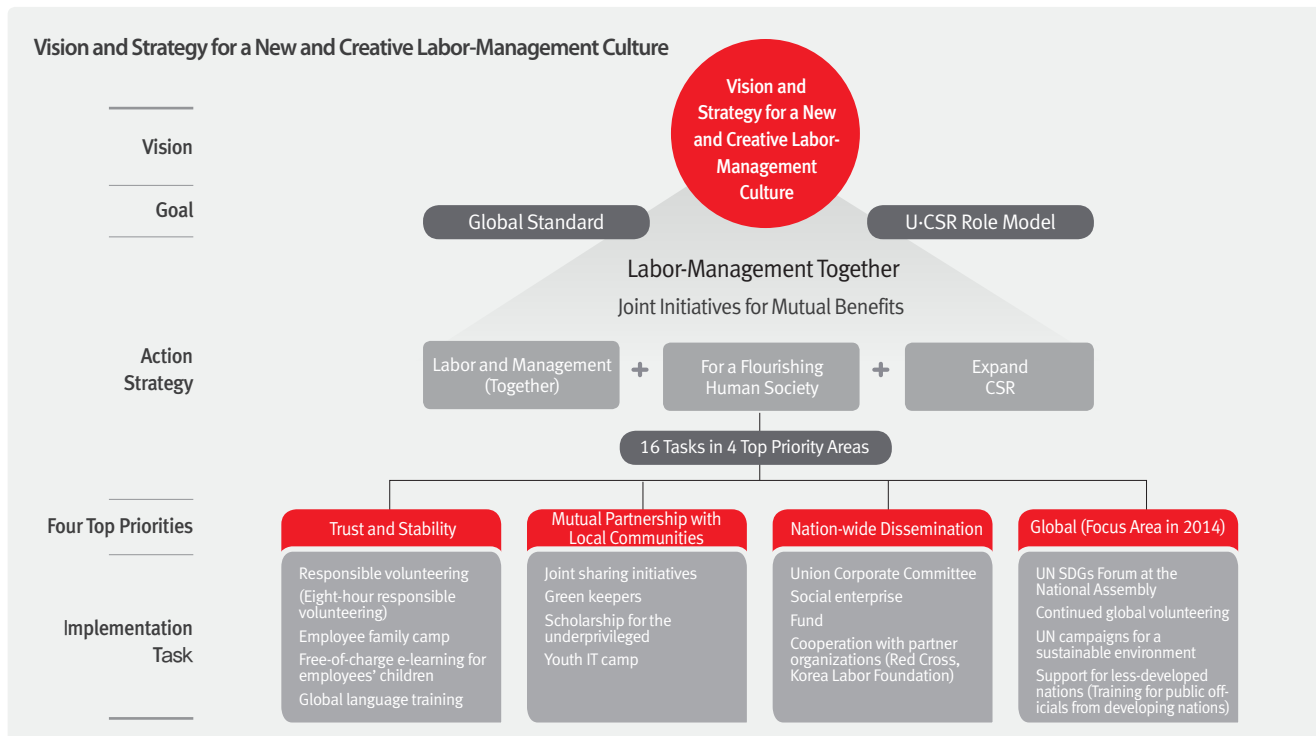 Vision and Strategy for a New and Creative Labor-Management Culture
Vision and
Strategy for a New
and Creative Labor-
Management
Culture
Vision
Goal
Global Standard
U·CSR Role Model
Labor-Management Together
Joint Initiatives for Mutual Benefits
Action
Strategy
Labor and Management
(Together)
+
For a Flourishing
Human Society
+
Expand
CSR
16 Tasks in 4 Top Priority Areas
Four Top Priorities
Trust and Stability
Mutual Partnership with
Local Communities
Nation-wide Dissemination
Global (Focus Area in 2014)
Implementation
Task
Responsible volunteering
(Eight-hour responsible
volunteering)
Employee family camp
Free-of-charge e-learning for
employees' children
Global language training
Joint sharing initiatives
Green keepers
Scholarship for the
underprivileged
Youth IT camp
Union Corporate Committee
Social enterprise
Fund
Cooperation with partner
organizations (Red Cross,
Korea Labor Foundation)
UN SDGs Forum at the
National Assembly
Continued global volunteering
UN campaigns for a
sustainable environment
Support for less-developed
nations (Training for public off-
icials from developing nations)